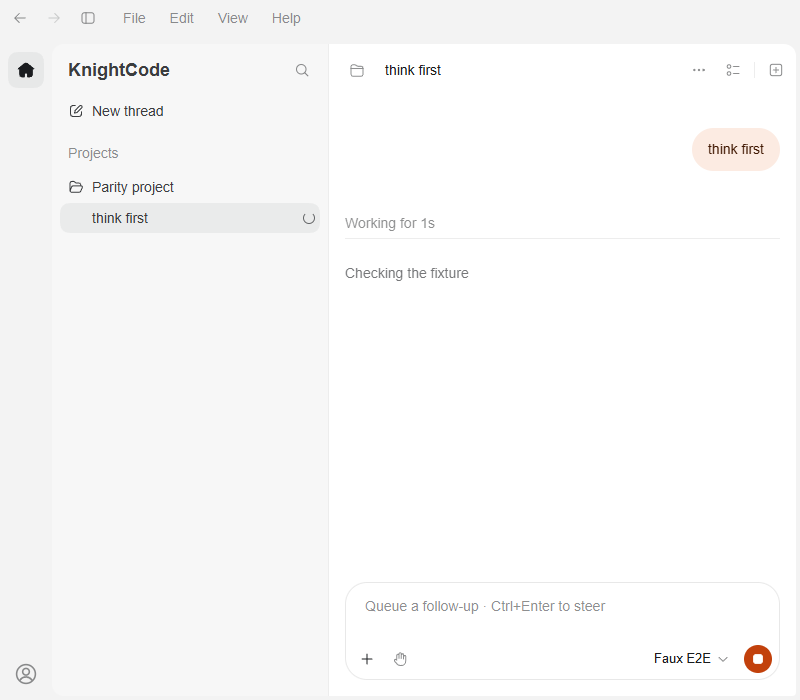 File Edit View Help
KnightCode
New thread
Projects
Parity project
think first
think first
think first
Working for 1s
Checking the fixture
Queue a follow-up · Ctrl+Enter to steer
Faux E2E